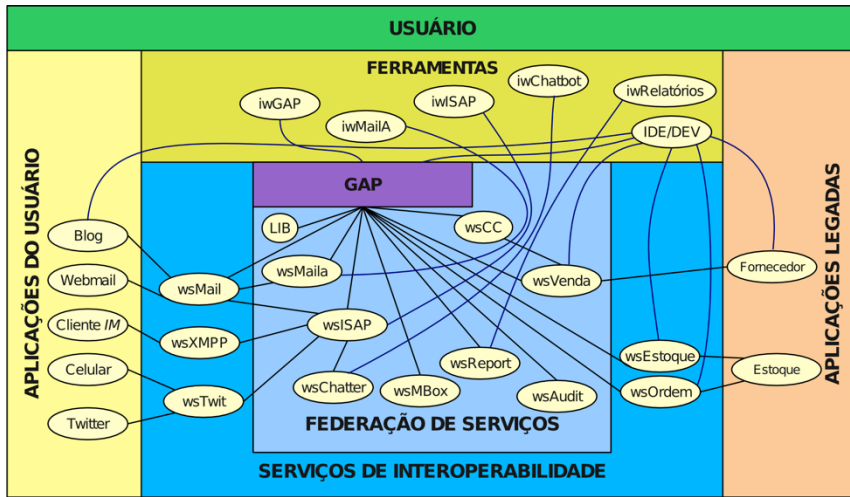 USUÁRIO
FERRAMENTAS
iwChatbot
iwISAP
iwRelatórios
iwGAP
iwMailA
IDE/DEV
GAP
LIB
wsCC
Blog
wsMaila
wsVenda
Fornecedor
Webmail
wsMail
Cliente IM
wsXMPP
wsISAP
wsEstoque
Estoque
Celular
wsReport
wsChatter
wsMBox
wsAudit
wsOrdem
wsTwit
Twitter
FEDERAÇÃO DE SERVIÇOS
SERVIÇOS DE INTEROPERABILIDADE
APLICAÇÕES DO USUÁRIO
APLICAÇÕES LEGADAS